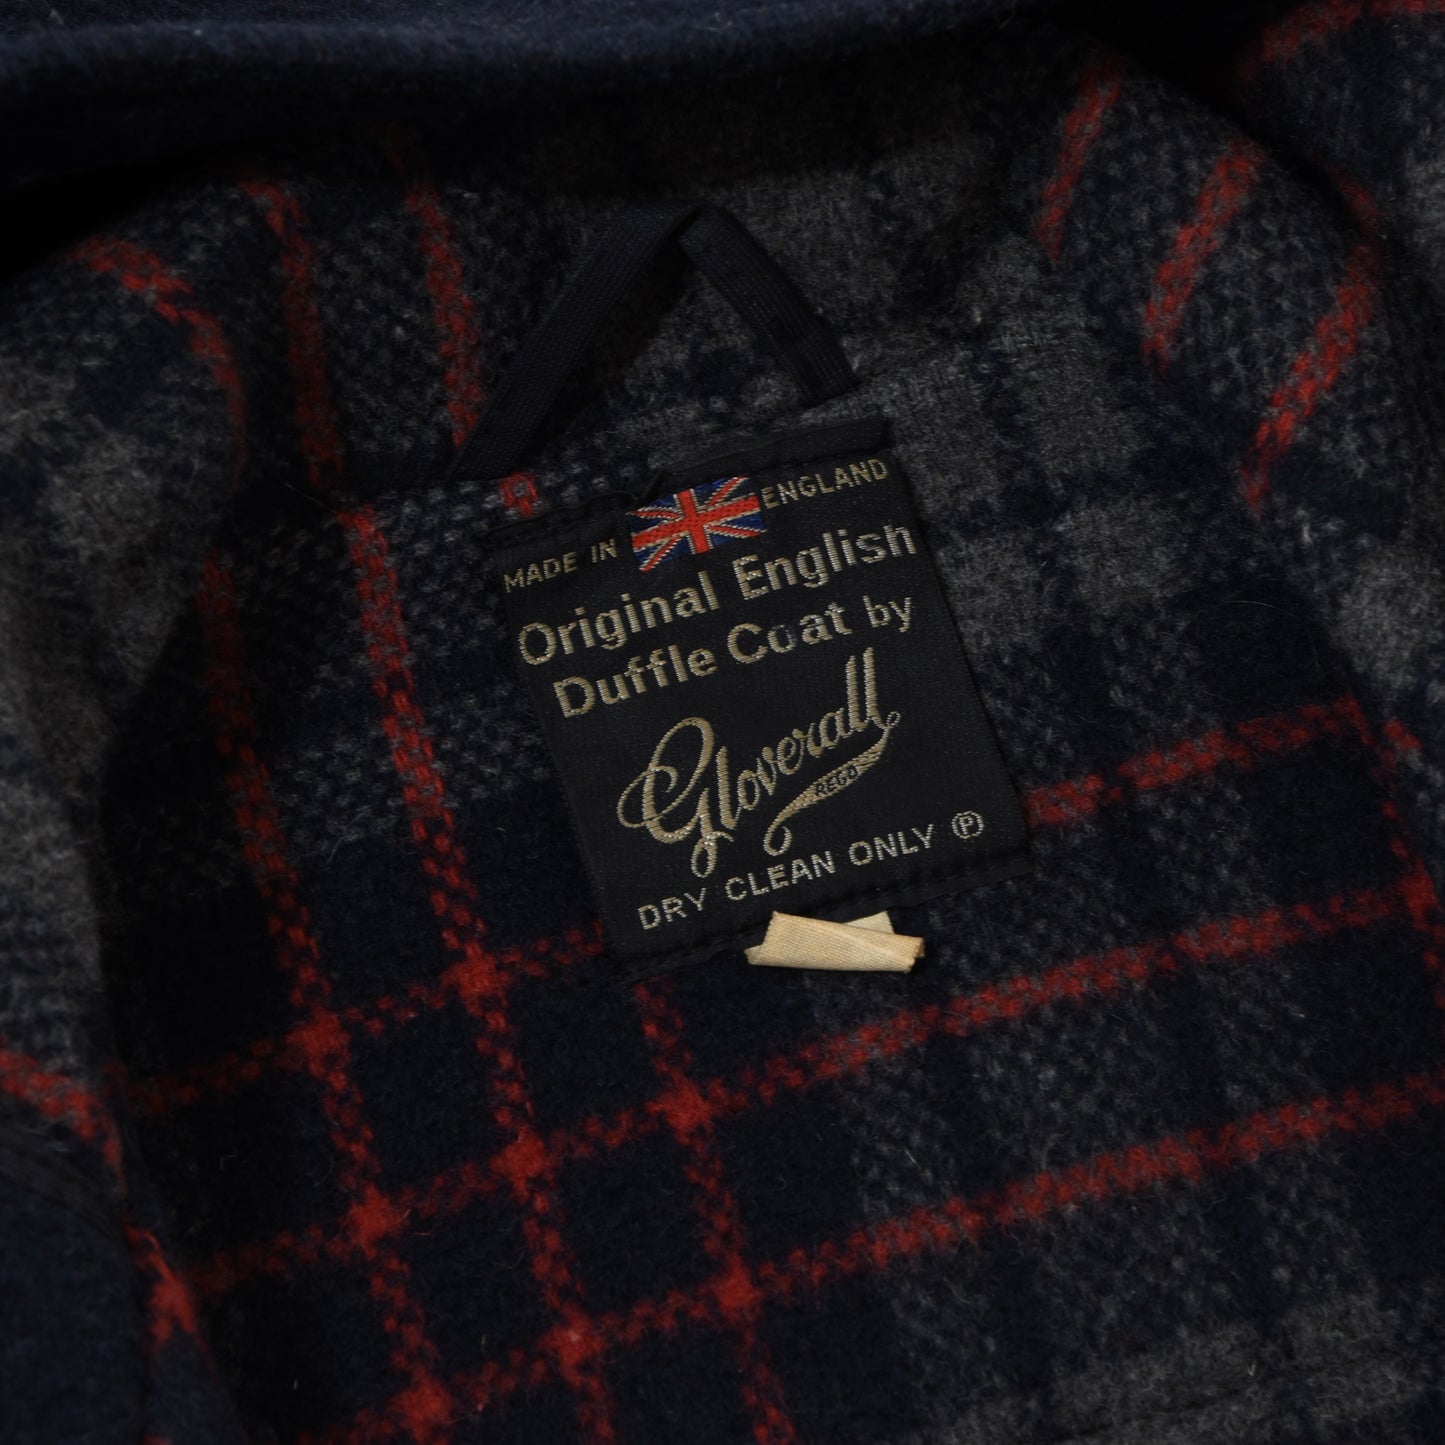 MADE IN ENGLAND
Original English
Duffle Coat by
Gloverall
REGD
DRY CLEAN ONLY Ⓟ